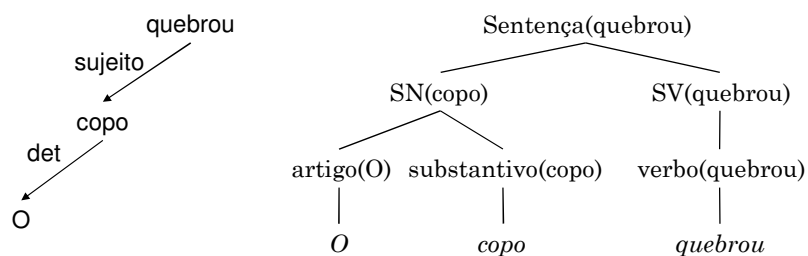 quebrou
sujeito
copo
det
O
Sentença(quebrou)
SN(copo) SV(quebrou)
artigo(O) substantivo(copo) verbo(quebrou)
O copo quebrou